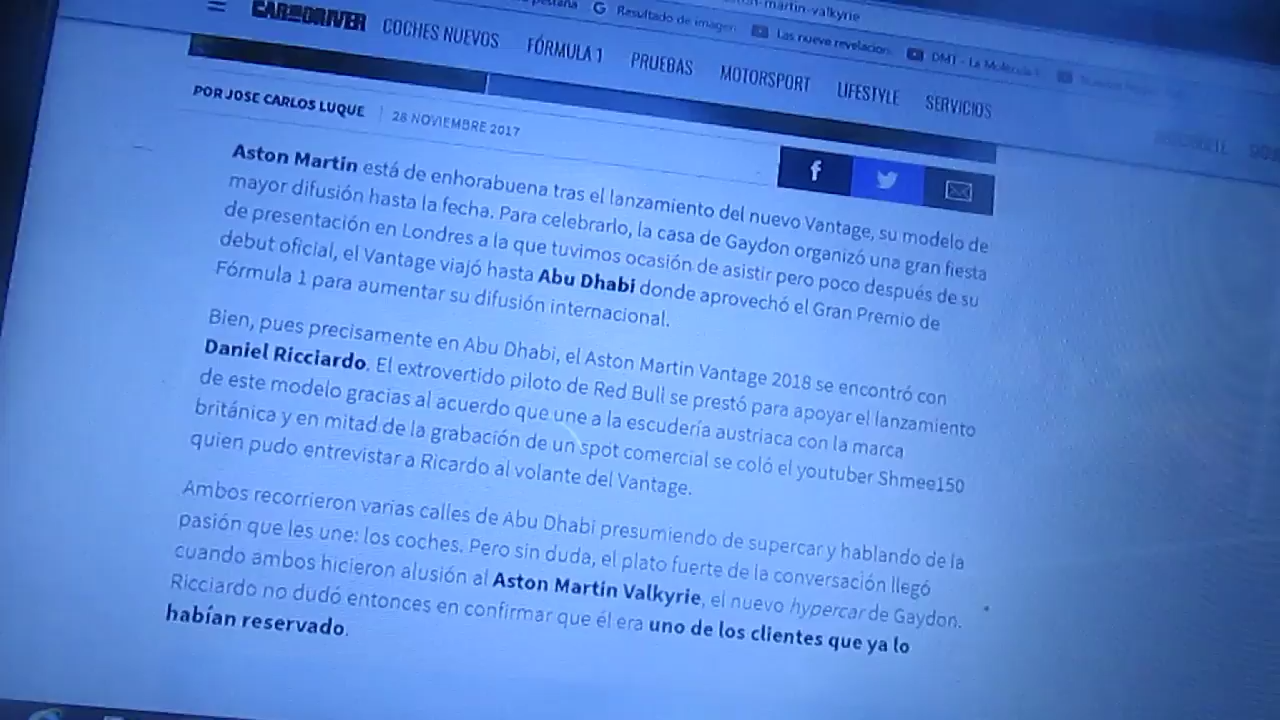 martin-valkyrie
Resultado de imagen
Las nueve revelacion
DMT - La Molécula
CAR AND DRIVER
COCHES NUEVOS
FÓRMULA 1
PRUEBAS
MOTORSPORT
LIFESTYLE
SERVICIOS
POR JOSE CARLOS LUQUE
28 NOVIEMBRE 2017
Aston Martin está de enhorabuena tras el lanzamiento del nuevo Vantage, su modelo de
mayor difusión hasta la fecha. Para celebrarlo, la casa de Gaydon organizó una gran fiesta
de presentación en Londres a la que tuvimos ocasión de asistir pero poco después de su
debut oficial, el Vantage viajó hasta Abu Dhabi donde aprovechó el Gran Premio de
Fórmula 1 para aumentar su difusión internacional.
Bien, pues precisamente en Abu Dhabi, el Aston Martin Vantage 2018 se encontró con
Daniel Ricciardo. El extrovertido piloto de Red Bull se prestó para apoyar el lanzamiento
de este modelo gracias al acuerdo que une a la escudería austriaca con la marca
británica y en mitad de la grabación de un spot comercial se coló el youtuber Shmee150
quien pudo entrevistar a Ricardo al volante del Vantage.
Ambos recorrieron varias calles de Abu Dhabi presumiendo de supercar y hablando de la
pasión que les une: los coches. Pero sin duda, el plato fuerte de la conversación llegó
cuando ambos hicieron alusión al Aston Martin Valkyrie, el nuevo hypercar de Gaydon.
Ricciardo no dudó entonces en confirmar que él era uno de los clientes que ya lo
habían reservado.